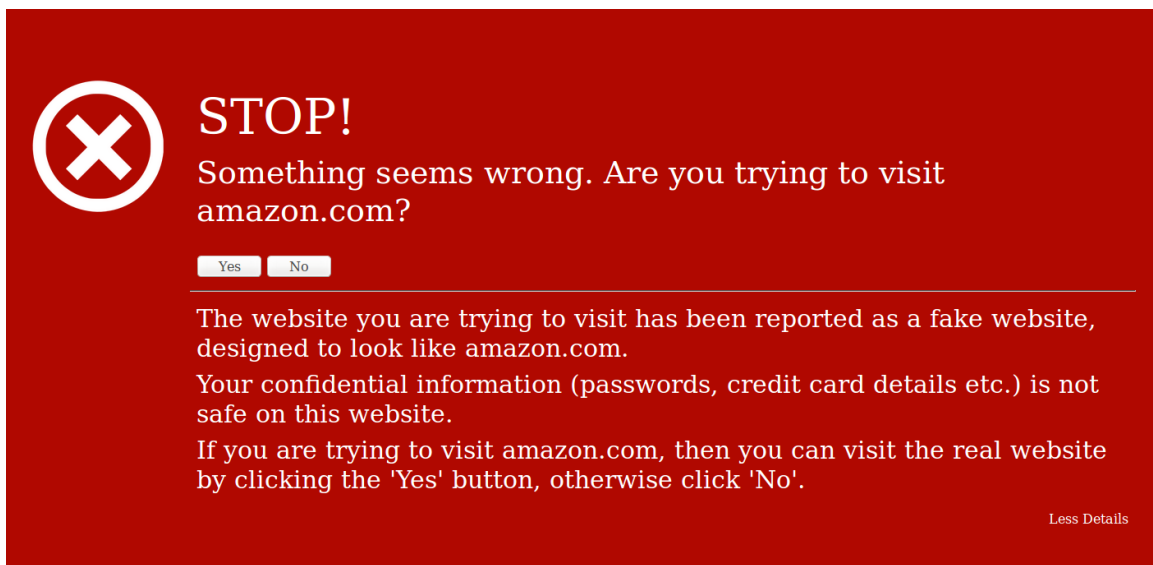 STOP!
Something seems wrong. Are you trying to visit
amazon.com?
Yes No
The website you are trying to visit has been reported as a fake website,
designed to look like amazon.com.
Your confidential information (passwords, credit card details etc.) is not
safe on this website.
If you are trying to visit amazon.com, then you can visit the real website
by clicking the 'Yes' button, otherwise click 'No'.
Less Details